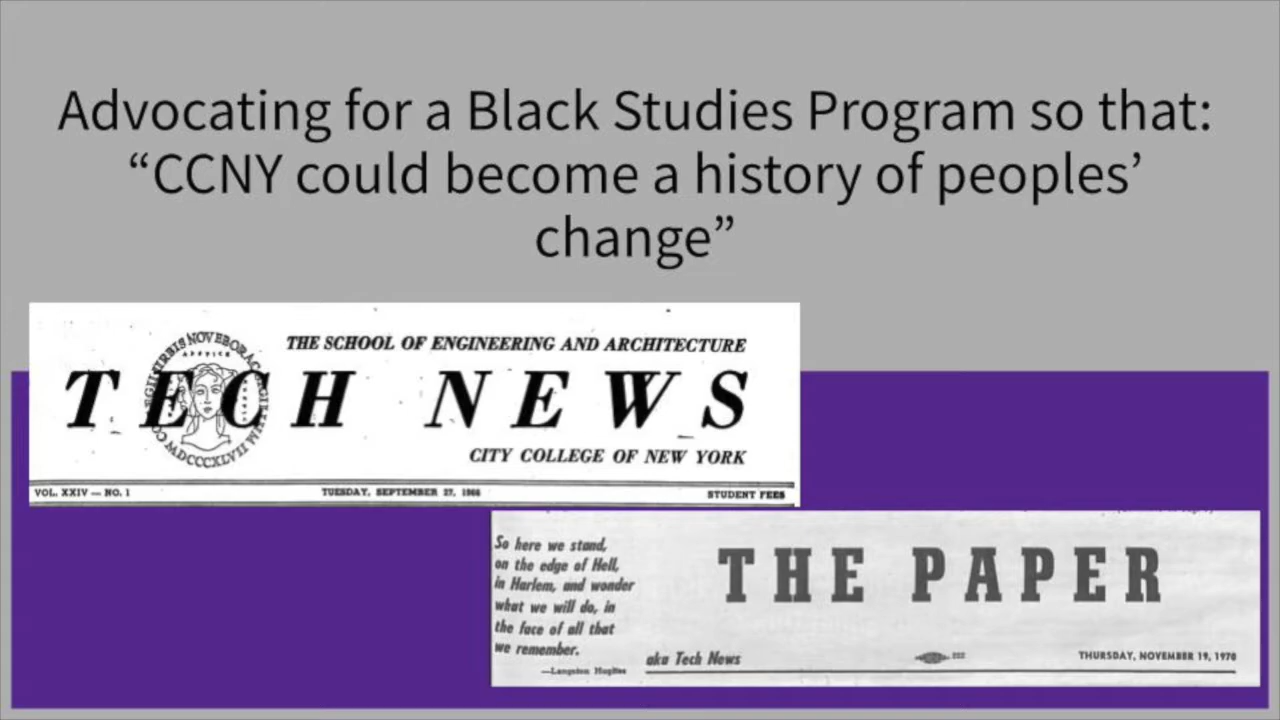 Advocating for a Black Studies Program so that:
“CCNY could become a history of peoples’
change”
THE SCHOOL OF ENGINEERING AND ARCHITECTURE
TECH NEWS
CITY COLLEGE OF NEW YORK
VOL. XXIV — NO. 1
TUESDAY, SEPTEMBER 27, 1966
STUDENT FEES
So here we stand,
on the edge of Hell,
in Harlem, and wonder
what we will do, in
the face of all that
we remember.
—Langston Hughes
THE PAPER
aka Tech News
222
THURSDAY, NOVEMBER 19, 1970